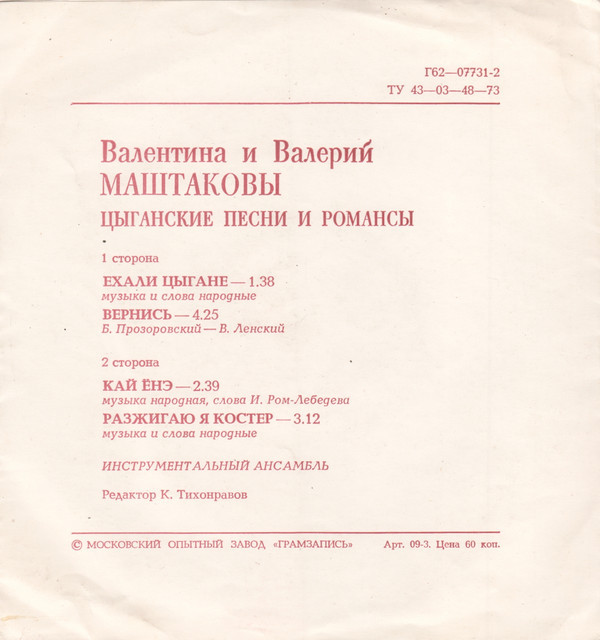 Г62—07731-2
ТУ 43—03—48—73
Валентина и Валерий
МАШТАКОВЫ
ЦЫГАНСКИЕ ПЕСНИ И РОМАНСЫ
1 сторона
ЕХАЛИ ЦЫГАНЕ — 1.38
музыка и слова народные
ВЕРНИСЬ — 4.25
Б. Прозоровский — В. Ленский
2 сторона
КАЙ ЁНЭ — 2.39
музыка народная, слова И. Ром-Лебедева
РАЗЖИГАЮ Я КОСТЕР — 3.12
музыка и слова народные
ИНСТРУМЕНТАЛЬНЫЙ АНСАМБЛЬ
Редактор К. Тихонравов
© МОСКОВСКИЙ ОПЫТНЫЙ ЗАВОД «ГРАМЗАПИСЬ» Арт. 09-3. Цена 60 коп.